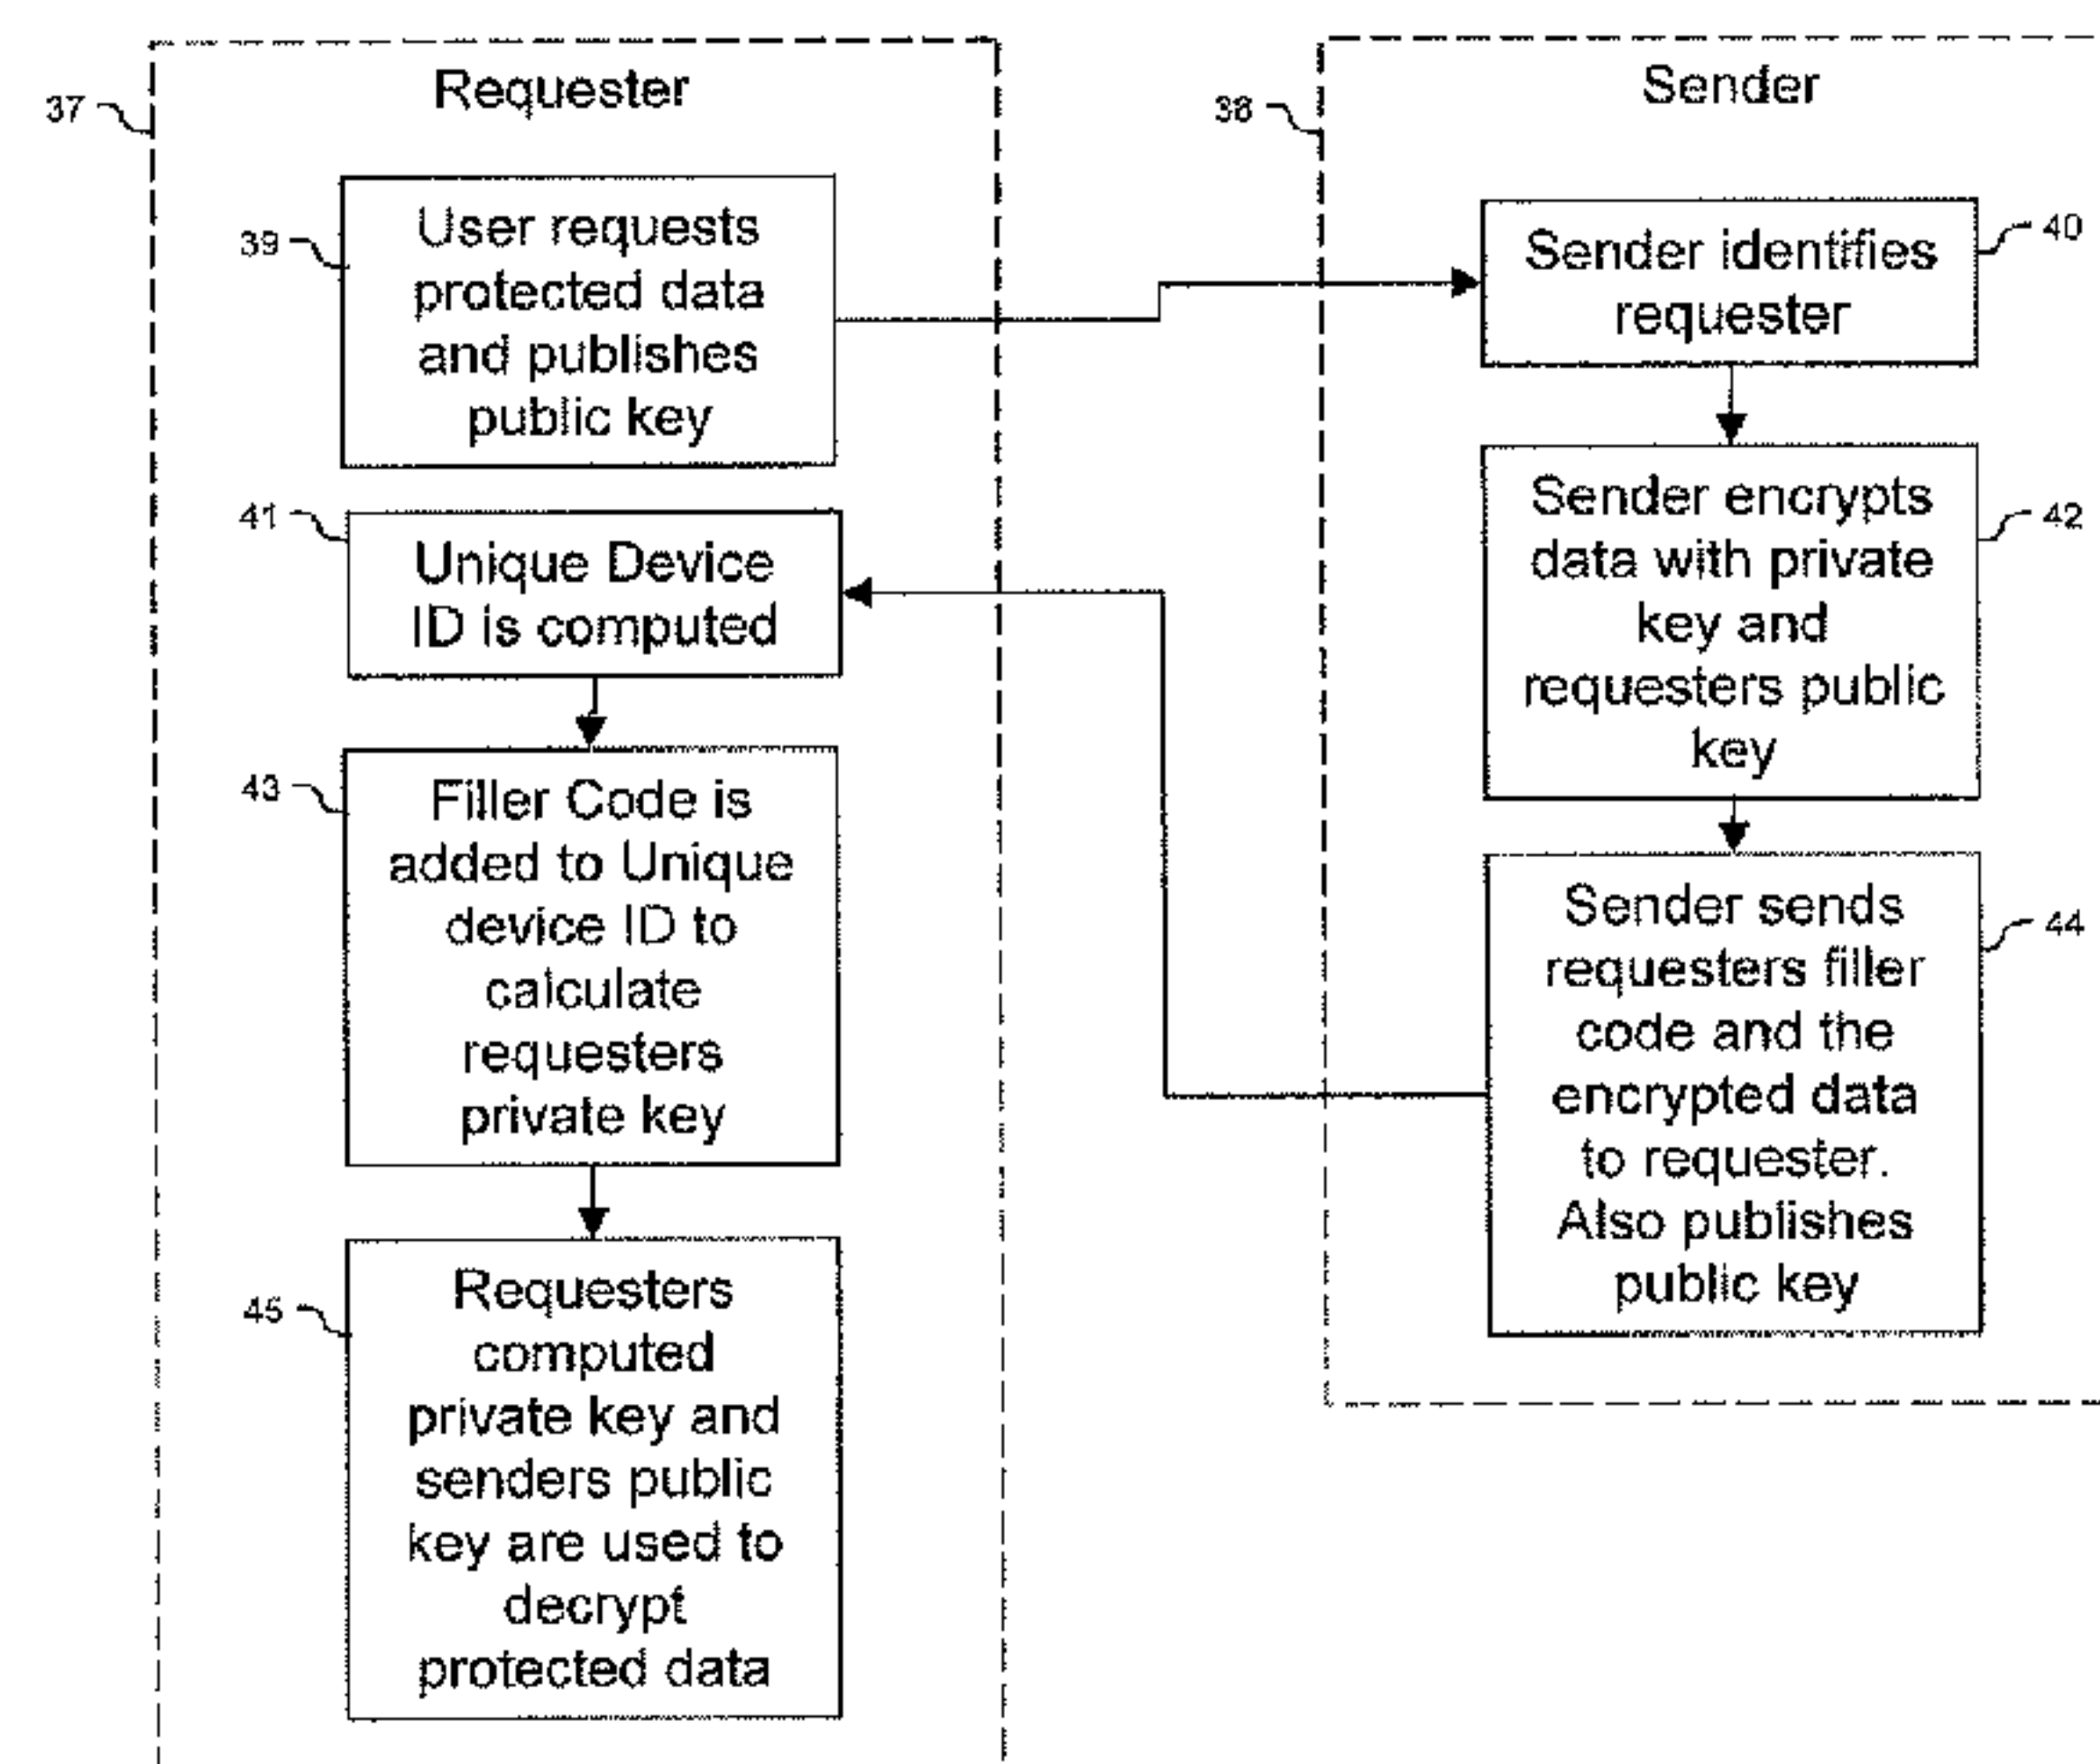 Requester
37
User requests
protected data
and publishes
public key
39
Unique Device
ID is computed
41
Filler Code is
added to Unique
device ID to
calculate
requesters
private key
43
Requesters
computed
private key and
senders public
key are used to
decrypt
protected data
45
Sender
38
Sender identifies
requester
40
Sender encrypts
data with private
key and
requesters public
key
42
Sender sends
requesters filler
code and the
encrypted data
to requester.
Also publishes
public key
44